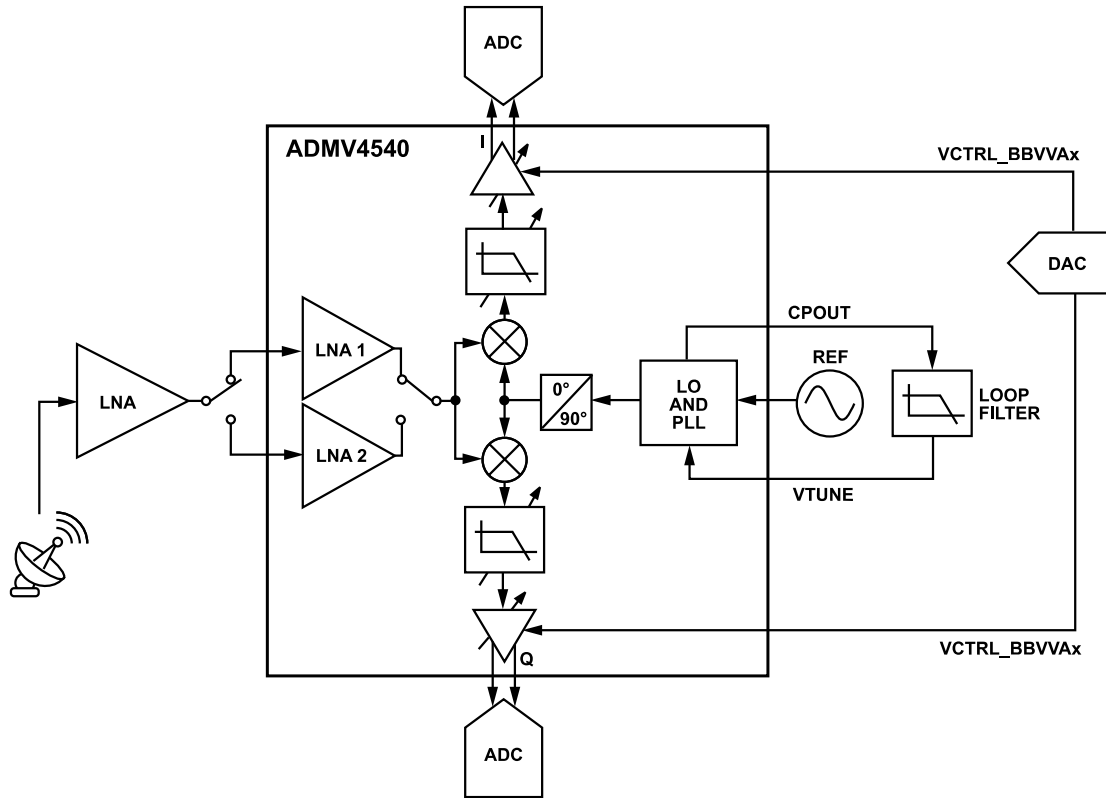 ADC
ADMV4540
I
VCTRL_BBVVAx
DAC
CPOUT
REF
LNA 1
LNA
LO
AND
PLL
LOOP
FILTER
0°
90°
LNA 2
VTUNE
VCTRL_BBVVAx
Q
ADC